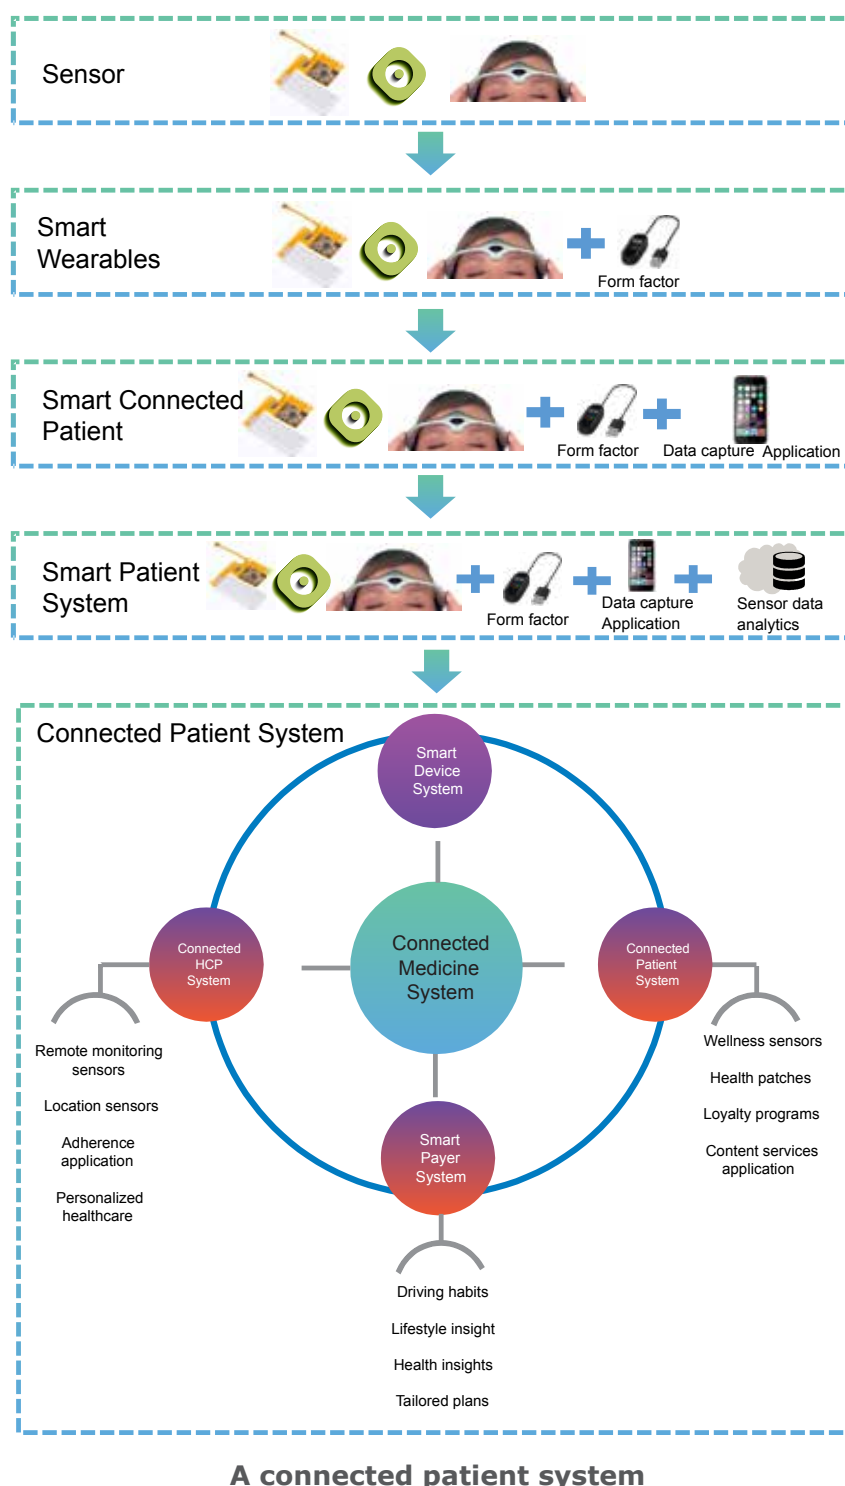 Sensor
Smart
Wearables
Form factor
Smart Connected
Patient
Form factor
Data capture
Application
Smart Patient
System
Form factor
Data capture
Application
Sensor data
analytics
Connected Patient System
Smart
Device
System
Connected
HCP
System
Connected
Medicine
System
Connected
Patient
System
Remote monitoring
sensors
Location sensors
Adherence
application
Personalized
healthcare
Wellness sensors
Health patches
Loyalty programs
Content services
application
Smart
Payer
System
Driving habits
Lifestyle insight
Health insights
Tailored plans
A connected patient system